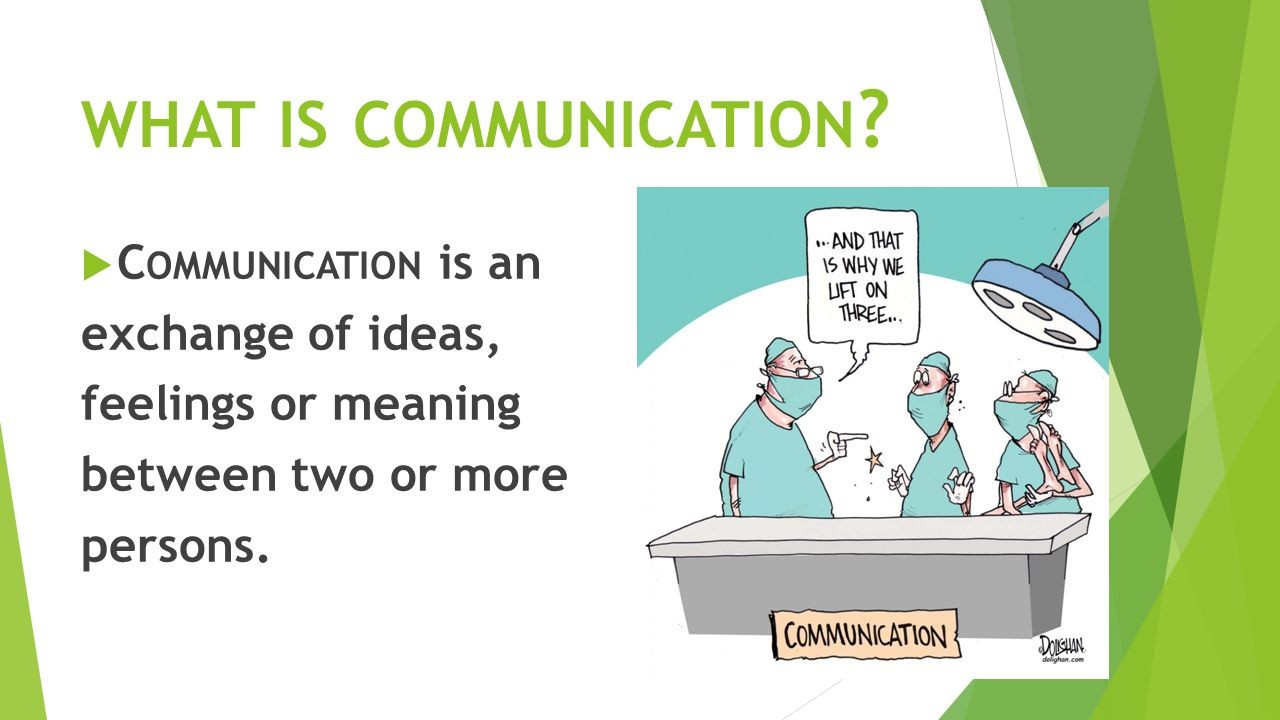 WHAT IS COMMUNICATION?
COMMUNICATION is an
exchange of ideas,
feelings or meaning
between two or more
persons.
...AND THAT
IS WHY WE
LIFT ON
THREE...
COMMUNICATION
©DOLIGHAN
dolighan.com